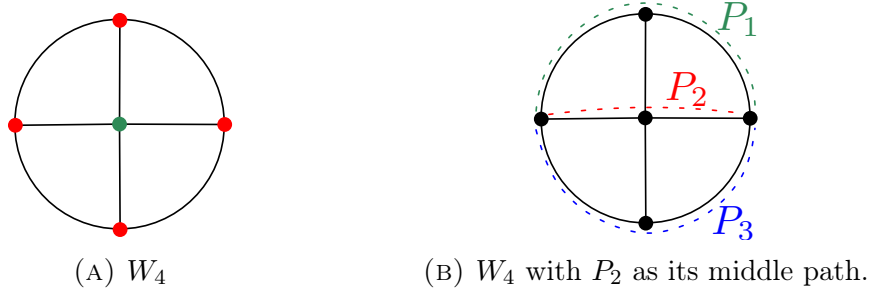 P₁
P₂
P₃
(A) W₄
(B) W₄ with P₂ as its middle path.